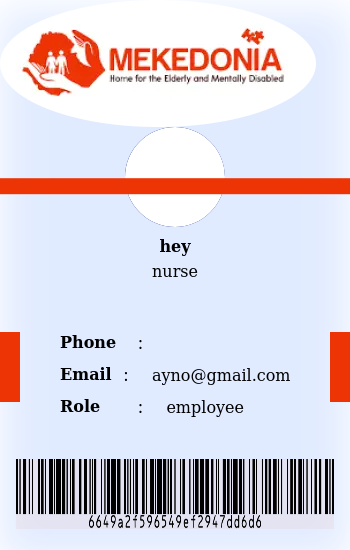 MEKEDONIA
Home for the Elderly and Mentally Disabled
hey
nurse
Phone :
Email : ayno@gmail.com
Role : employee
6649a2f596549ef2947dd6d6